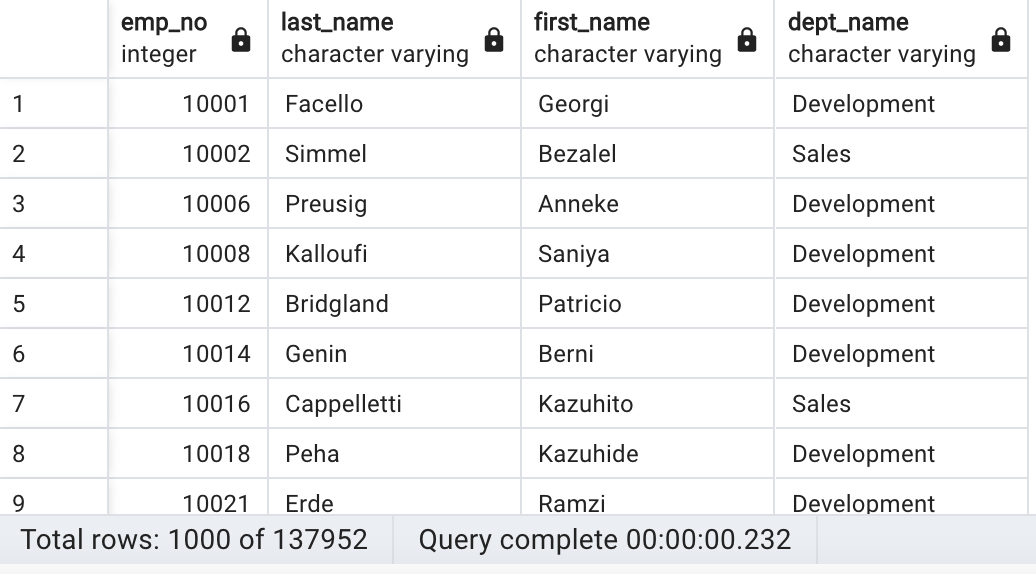 emp_no last_name first_name dept_name
integer character varying character varying character varying
1 10001 Facello Georgi Development
2 10002 Simmel Bezalel Sales
3 10006 Preusig Anneke Development
4 10008 Kalloufi Saniya Development
5 10012 Bridgland Patricio Development
6 10014 Genin Berni Development
7 10016 Cappelletti Kazuhito Sales
8 10018 Peha Kazuhide Development
9 10021 Erde Ramzi Development
Total rows: 1000 of 137952 Query complete 00:00:00.232